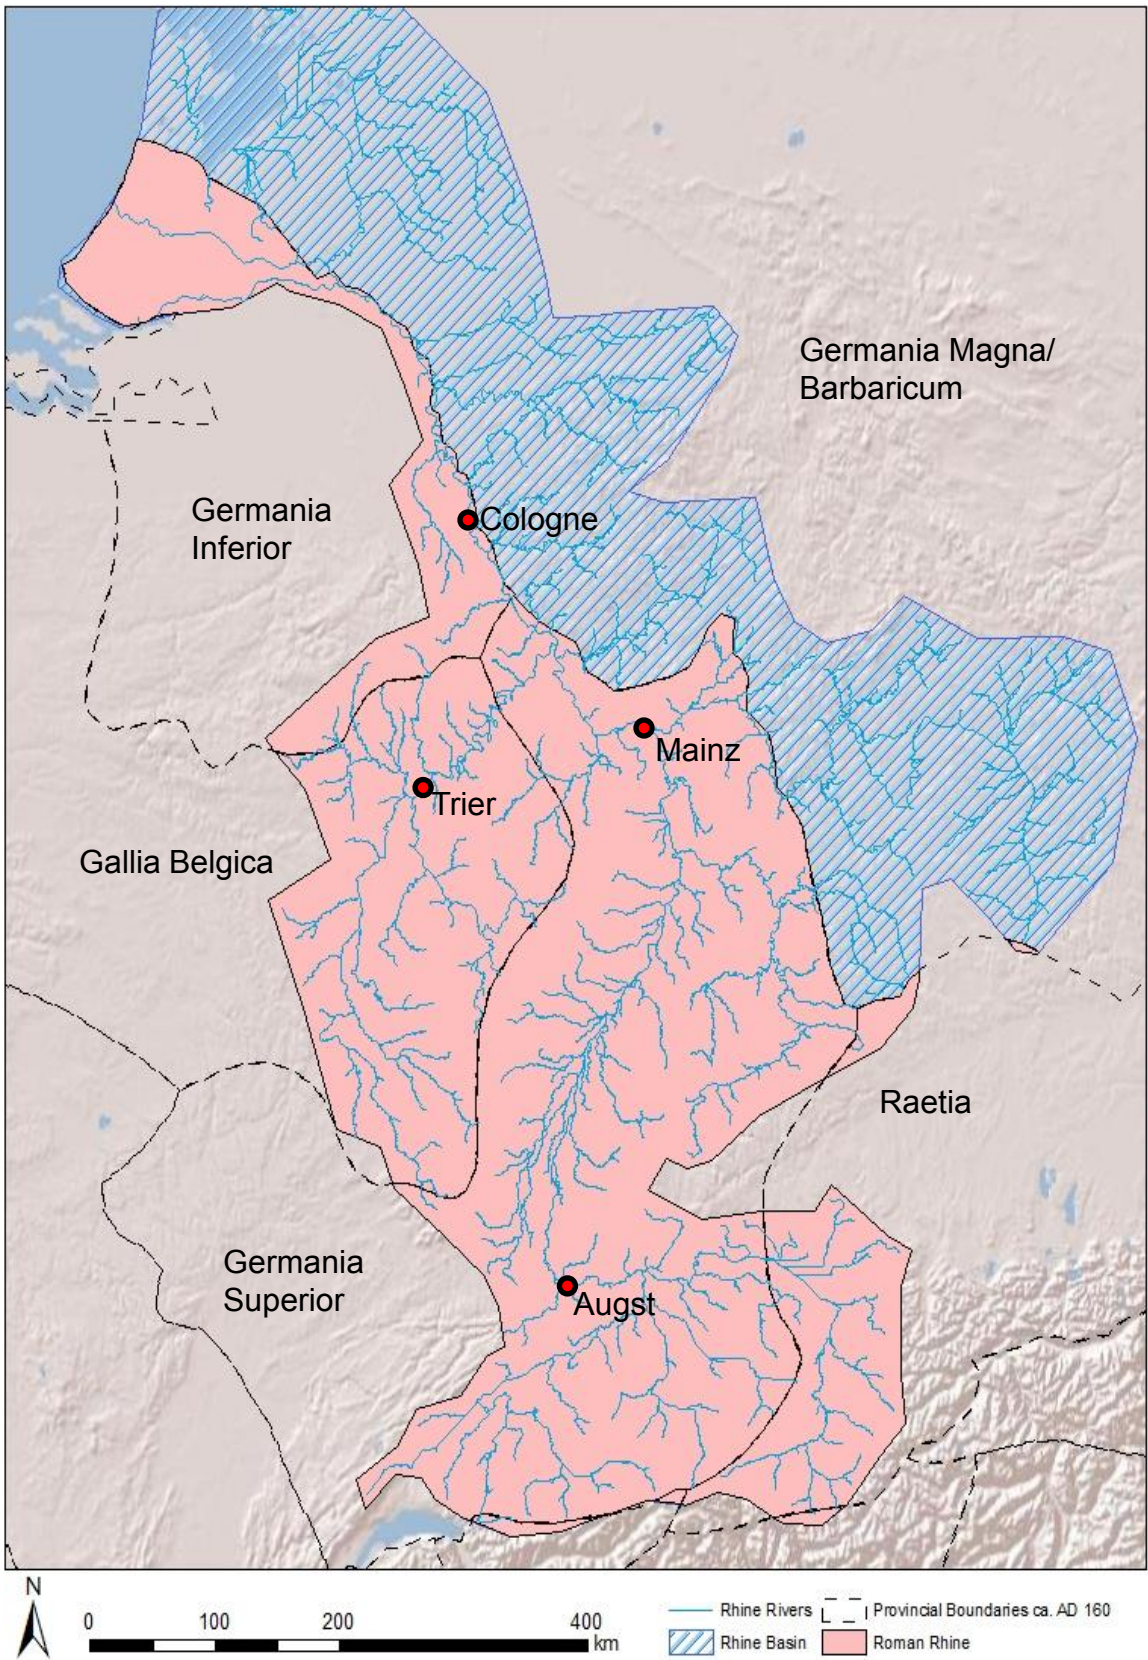 Germania Magna/
Barbaricum
Germania
Inferior
Cologne
Mainz
Trier
Gallia Belgica
Raetia
Germania
Superior
Augst
N
0 100 200 400
km
Rhine Rivers
Provincial Boundaries ca. AD 160
Rhine Basin
Roman Rhine